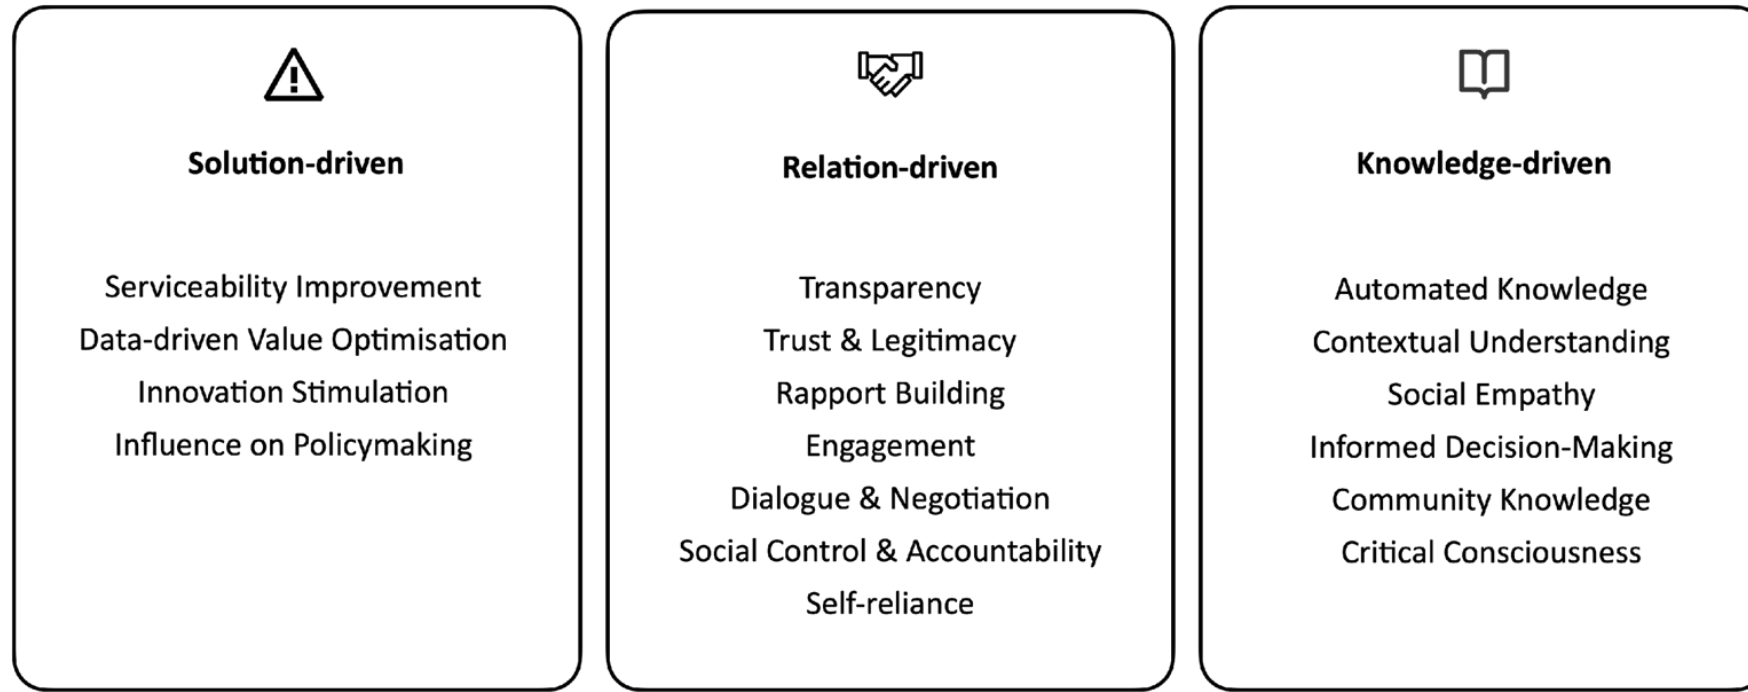 Solution-driven
Serviceability Improvement
Data-driven Value Optimisation
Innovation Stimulation
Influence on Policymaking
Relation-driven
Transparency
Trust & Legitimacy
Rapport Building
Engagement
Dialogue & Negotiation
Social Control & Accountability
Self-reliance
Knowledge-driven
Automated Knowledge
Contextual Understanding
Social Empathy
Informed Decision-Making
Community Knowledge
Critical Consciousness